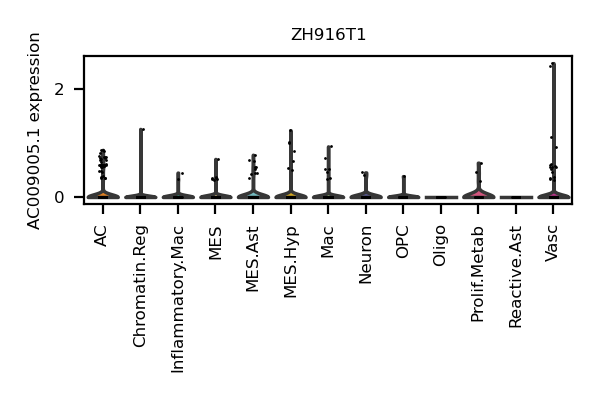 ZH916T1
AC009005.1 expression
2
0
AC
Chromatin.Reg
Inflammatory.Mac
MES
MES.Ast
MES.Hyp
Mac
Neuron
OPC
Oligo
Prolif.Metab
Reactive.Ast
Vasc